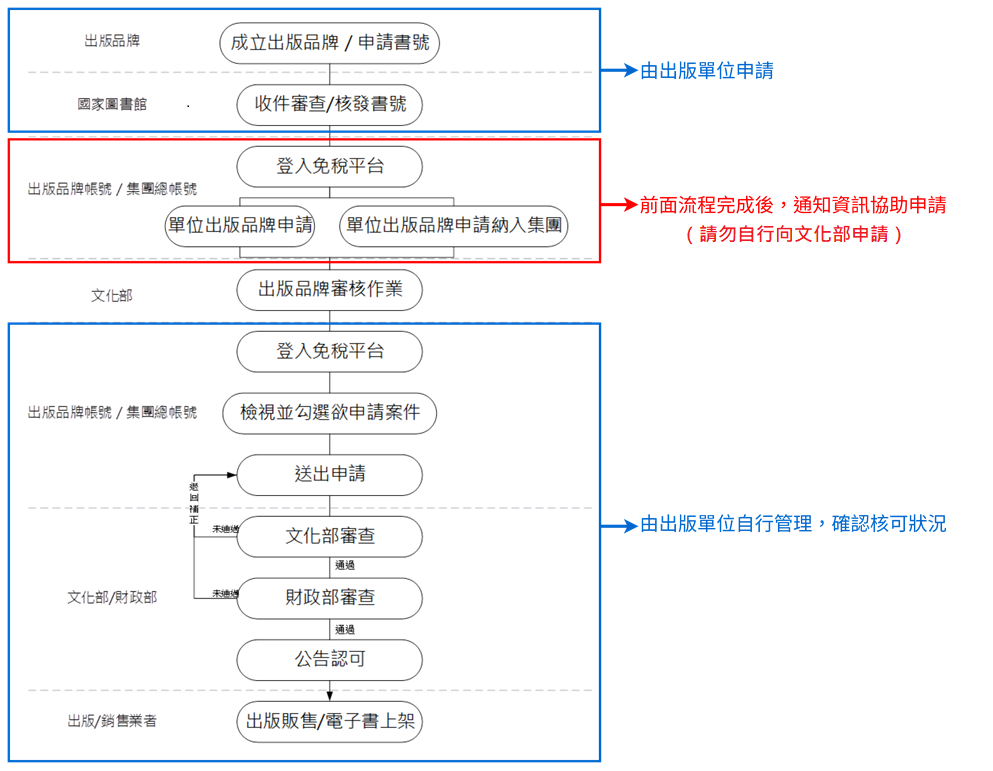 出版品牌
成立出版品牌 / 申請書號
由出版單位申請
國家圖書館
收件審查/核發書號
登入免稅平台
出版品牌帳號 / 集團總帳號
前面流程完成後，通知資訊協助申請
（請勿自行向文化部申請）
單位出版品牌申請
單位出版品牌申請納入集團
文化部
出版品牌審核作業
登入免稅平台
出版品牌帳號 / 集團總帳號
檢視並勾選欲申請案件
送出申請
退回補正
由出版單位自行管理，確認核可狀況
未通過
文化部審查
通過
文化部/財政部
未通過
財政部審查
通過
公告認可
出版/銷售業者
出版販售/電子書上架